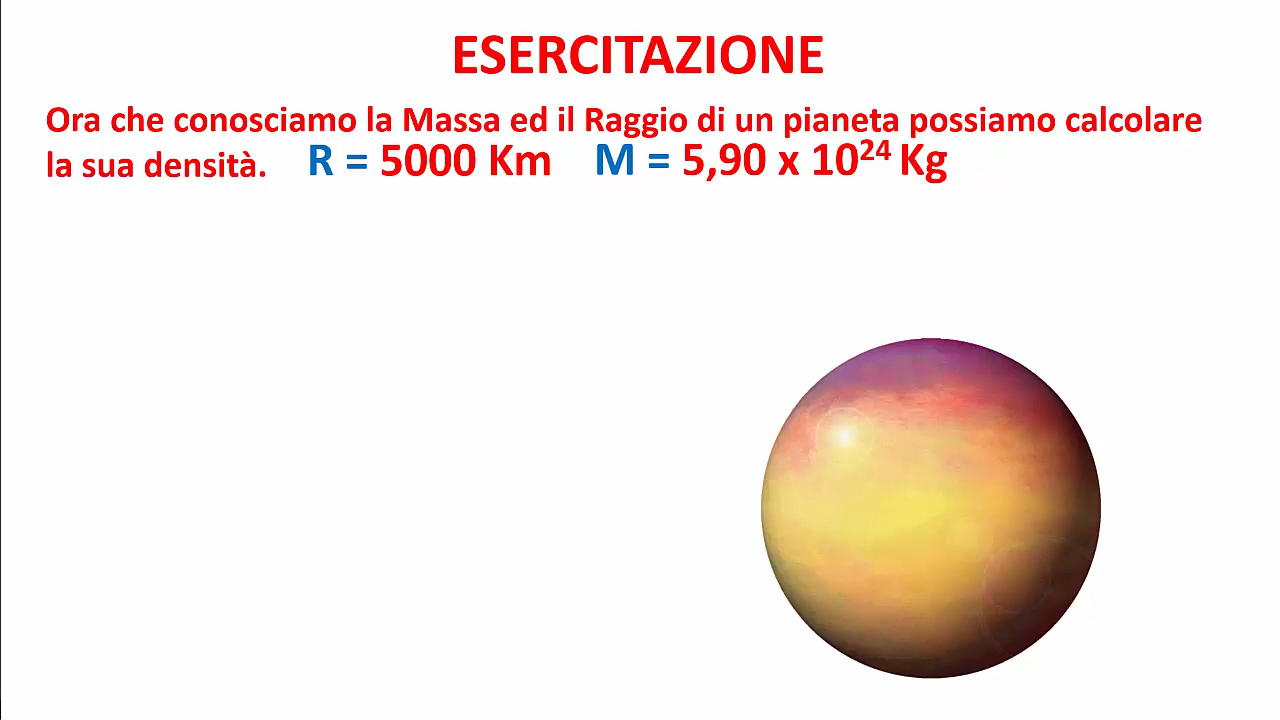 ESERCITAZIONE
Ora che conosciamo la Massa ed il Raggio di un pianeta possiamo calcolare
la sua densità. R = 5000 Km M = 5,90 x 10²⁴ Kg